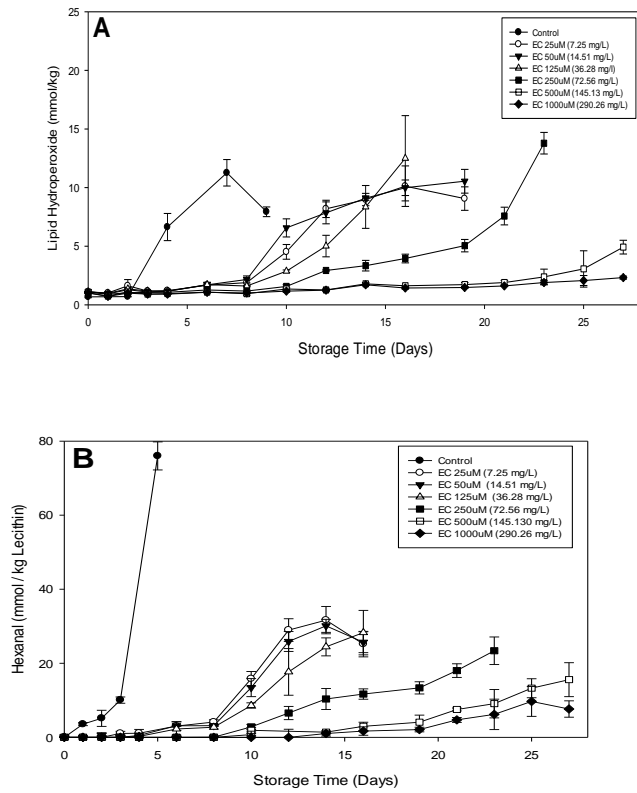 A
Control
EC 25uM (7.25 mg/L)
EC 50uM (14.51 mg/L)
EC 125uM (36.28 mg/l)
EC 250uM (72.56 mg/L)
EC 500uM (145.13 mg/L)
EC 1000uM (290.26 mg/L)
Lipid Hydroperoxide (mmol/kg)
25
20
15
10
5
0
0 5 10 15 20 25
Storage Time (Days)
B
Control
EC 25uM (7.25 mg/L)
EC 50uM (14.51 mg/L)
EC 125uM (36.28 mg/L)
EC 250uM (72.56 mg/L)
EC 500uM (145.130 mg/L)
EC 1000uM (290.26 mg/L)
Hexanal (mmol / kg Lecithin)
80
60
40
20
0
0 5 10 15 20 25
Storage Time (Days)